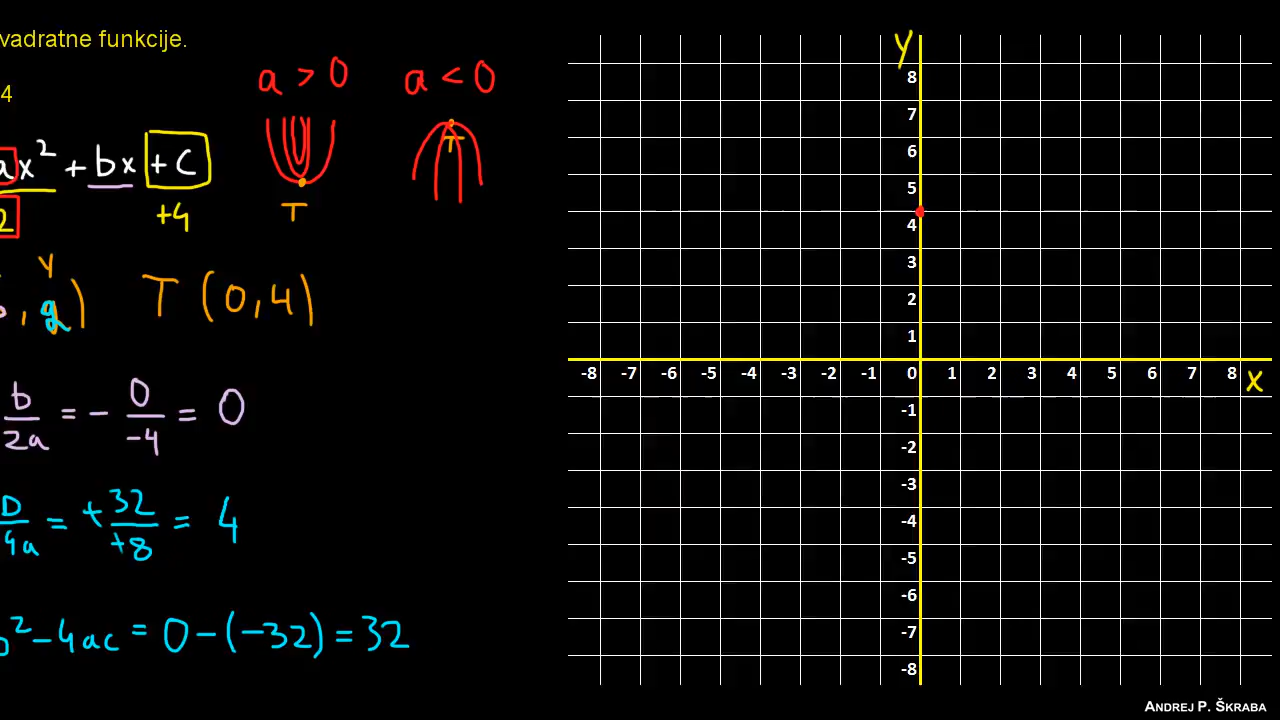 vadratne funkcije.
4
a > 0 a < 0
ax² + bx + c
2 +4
T T
y
, g) T (0,4)
b/2a = - 0/-4 = 0
D/4a = +32/+8 = 4
b² - 4ac = 0 - (-32) = 32
y
8
7
6
5
4
3
2
1
-8 -7 -6 -5 -4 -3 -2 -1 0 1 2 3 4 5 6 7 8 x
-1
-2
-3
-4
-5
-6
-7
-8
ANDREJ P. ŠKRABA